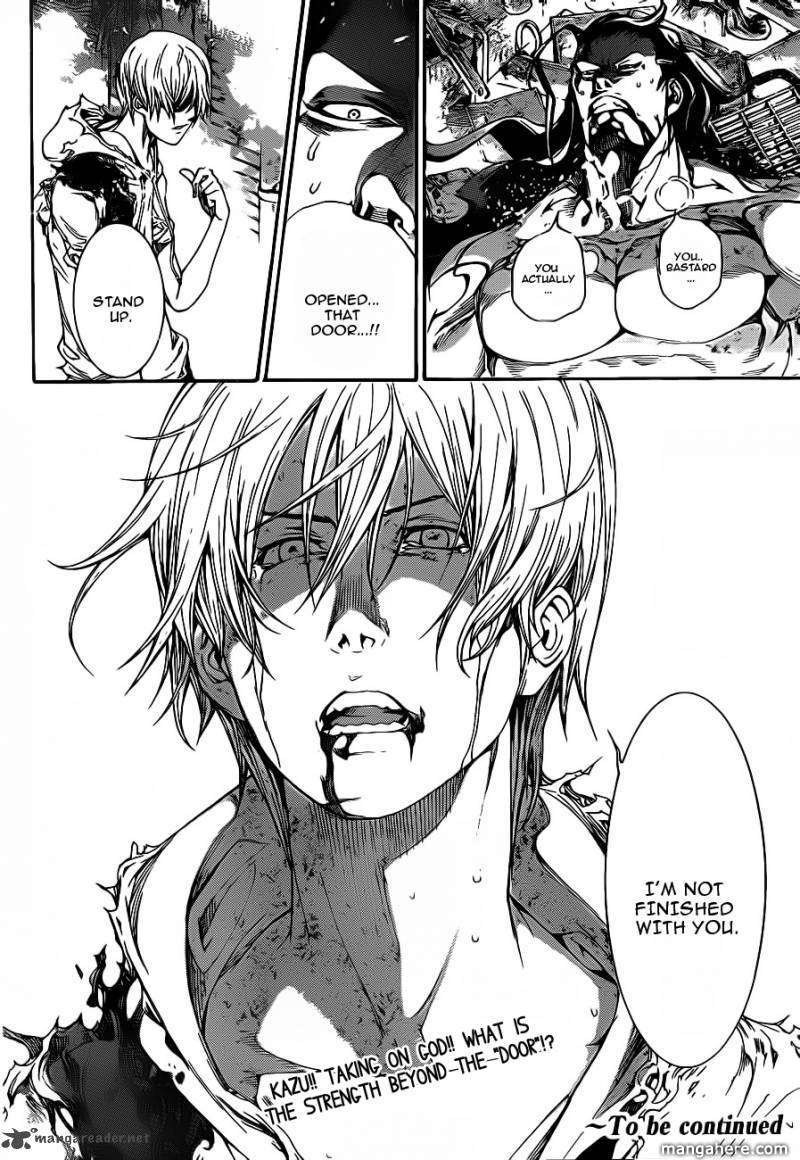 YOU..
BASTARD
...
YOU
ACTUALLY
...
OPENED...
THAT
DOOR...!!
STAND
UP.
I'M NOT
FINISHED
WITH YOU.
KAZU!! TAKING ON GOD!! WHAT IS
THE STRENGTH BEYOND-THE-"DOOR"!?
~To be continued
mangareader.net
mangahere.com